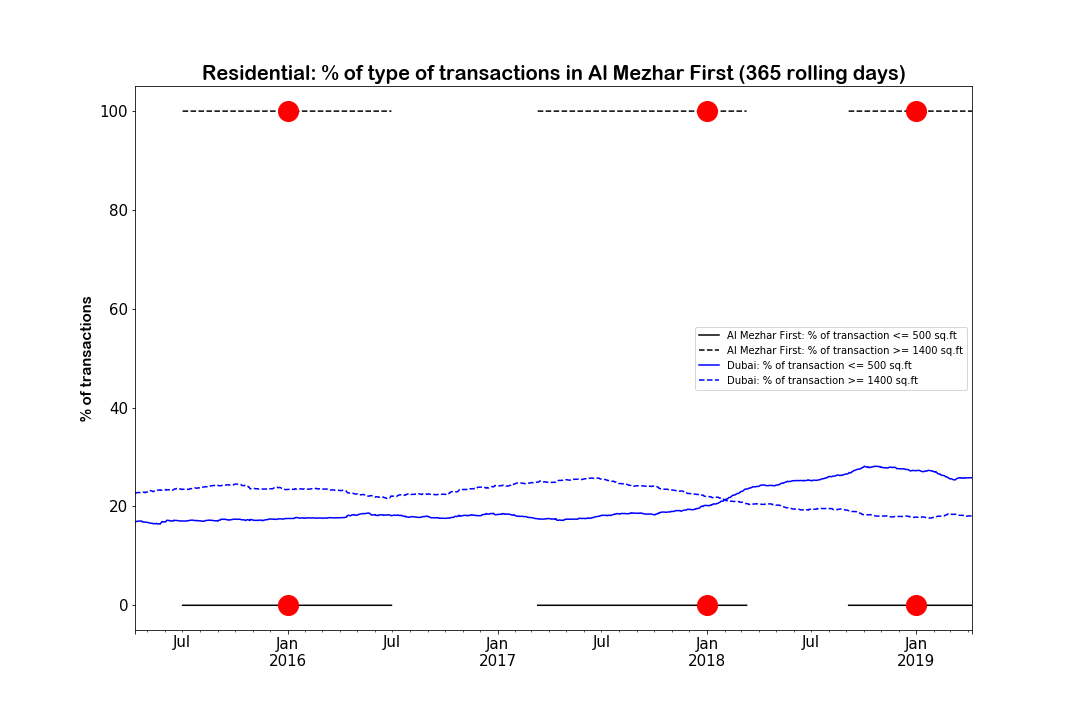 Residential: % of type of transactions in Al Mezhar First (365 rolling days)
% of transactions
100
80
60
40
20
0
Al Mezhar First: % of transaction <= 500 sq.ft
Al Mezhar First: % of transaction >= 1400 sq.ft
Dubai: % of transaction <= 500 sq.ft
Dubai: % of transaction >= 1400 sq.ft
Jul Jan Jul Jan Jul Jan Jul Jan
2016 2017 2018 2019